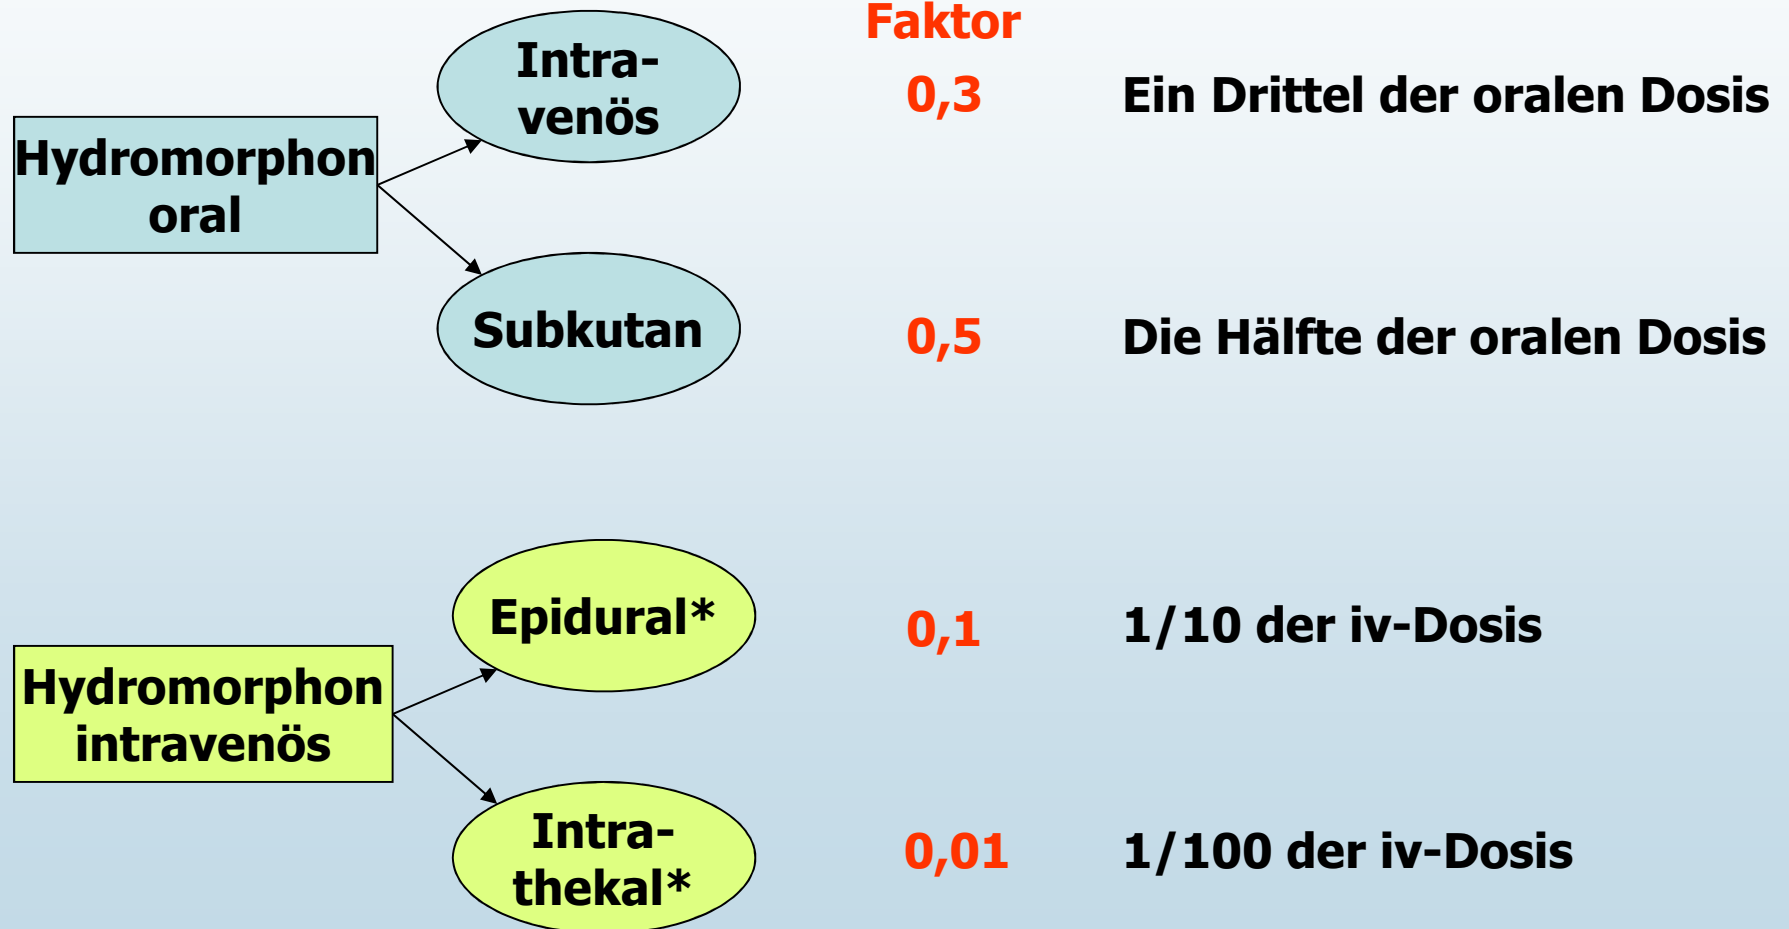 Faktor
Intra-
venös
0,3
Ein Drittel der oralen Dosis
Hydromorphon
oral
Subkutan
0,5
Die Hälfte der oralen Dosis
Epidural*
0,1
1/10 der iv-Dosis
Hydromorphon
intravenös
Intra-
thekal*
0,01
1/100 der iv-Dosis